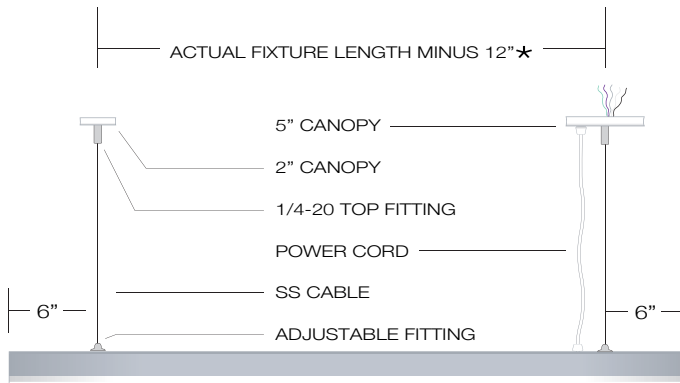 ACTUAL FIXTURE LENGTH MINUS 12”*
5” CANOPY
2” CANOPY
1/4-20 TOP FITTING
POWER CORD
SS CABLE
6”
6”
ADJUSTABLE FITTING